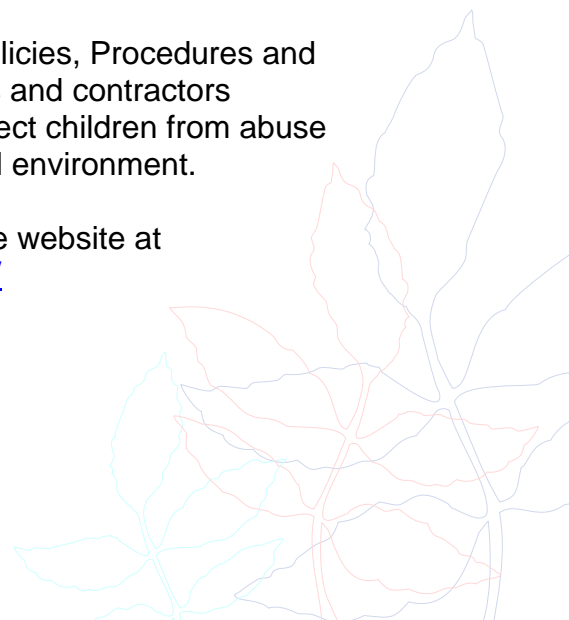 licies, Procedures and
s and contractors
ect children from abuse
l environment.
e website at
/